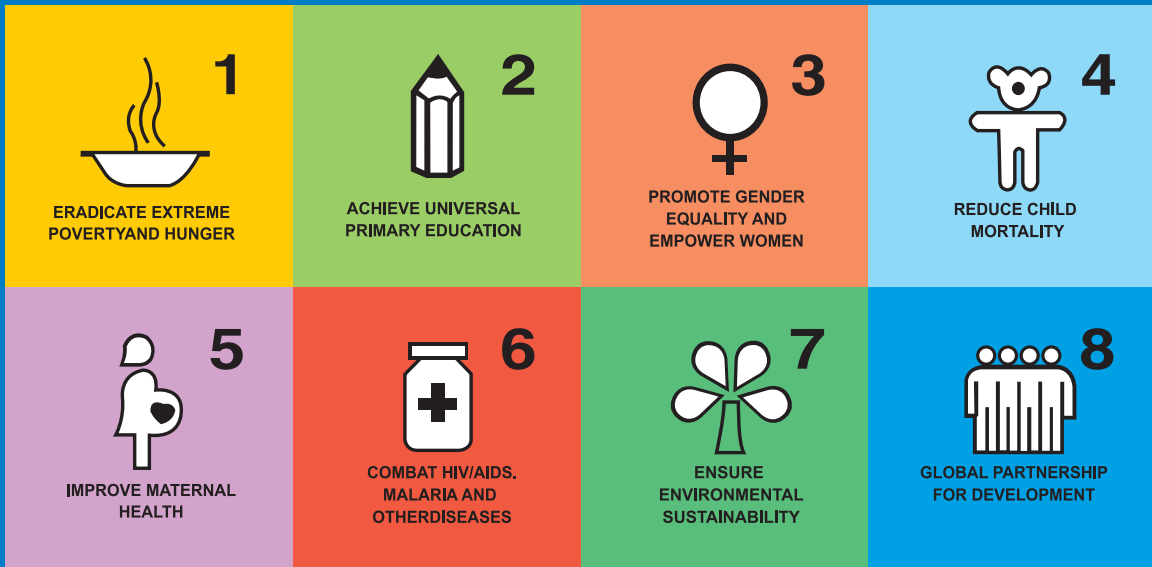 1
ERADICATE EXTREME
POVERTYAND HUNGER
2
ACHIEVE UNIVERSAL
PRIMARY EDUCATION
3
PROMOTE GENDER
EQUALITY AND
EMPOWER WOMEN
4
REDUCE CHILD
MORTALITY
5
IMPROVE MATERNAL
HEALTH
6
COMBAT HIV/AIDS.
MALARIA AND
OTHERDISEASES
7
ENSURE
ENVIRONMENTAL
SUSTAINABILITY
8
GLOBAL PARTNERSHIP
FOR DEVELOPMENT